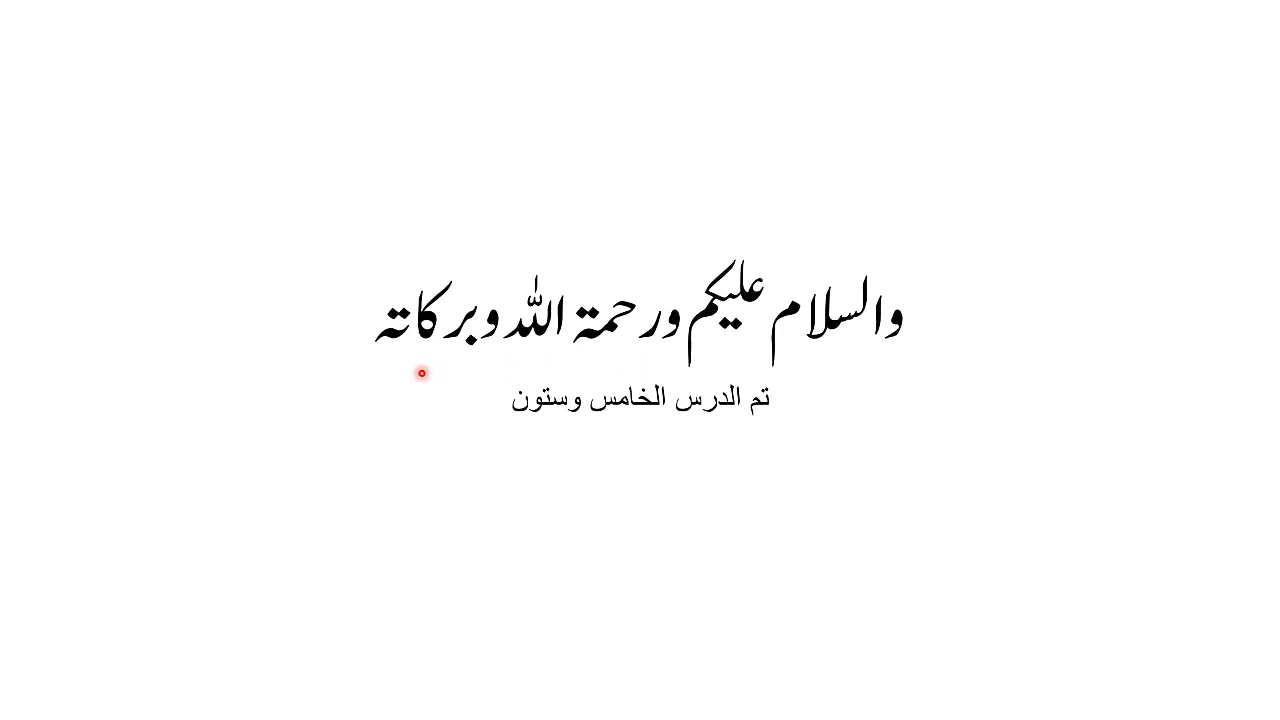 والسلام عليكم ورحمة الله وبركاته
تم الدرس الخامس وستون